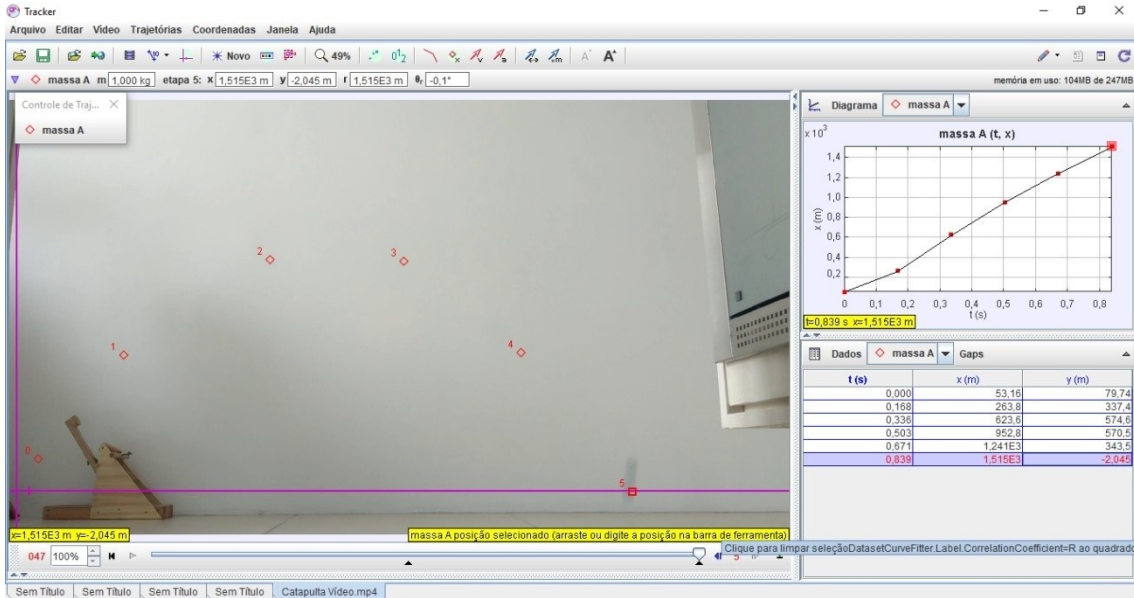 Tracker
Arquivo Editar Vídeo Trajetórias Coordenadas Janela Ajuda
Novo 49%
massa A m 1,000 kg etapa 5: x 1,515E3 m y -2,045 m r 1,515E3 m θr -0,1° memória em uso: 104MB de 247MB
Controle de Traj...
massa A
0
1
2
3
4
5
x=1,515E3 m y=-2,045 m
massa A posição selecionado (arraste ou digite a posição na barra de ferramenta)
047 100% 5
Diagrama massa A
x 10³
massa A (t, x)
1,4
1,2
1,0
0,8
0,6
0,4
0,2
x (m)
0 0,1 0,2 0,3 0,4 0,5 0,6 0,7 0,8
t (s)
t=0,839 s x=1,515E3 m
Dados massa A Gaps
t (s) x (m) y (m)
0,000 53,16 79,74
0,168 263,8 337,4
0,336 623,6 574,6
0,503 952,8 570,5
0,671 1,241E3 343,5
0,839 1,515E3 -2,045
Clique para limpar seleçãoDatasetCurveFitter.Label.CorrelationCoefficient=R ao quadrado
Sem Título Sem Título Sem Título Sem Título Catapulta Vídeo.mp4